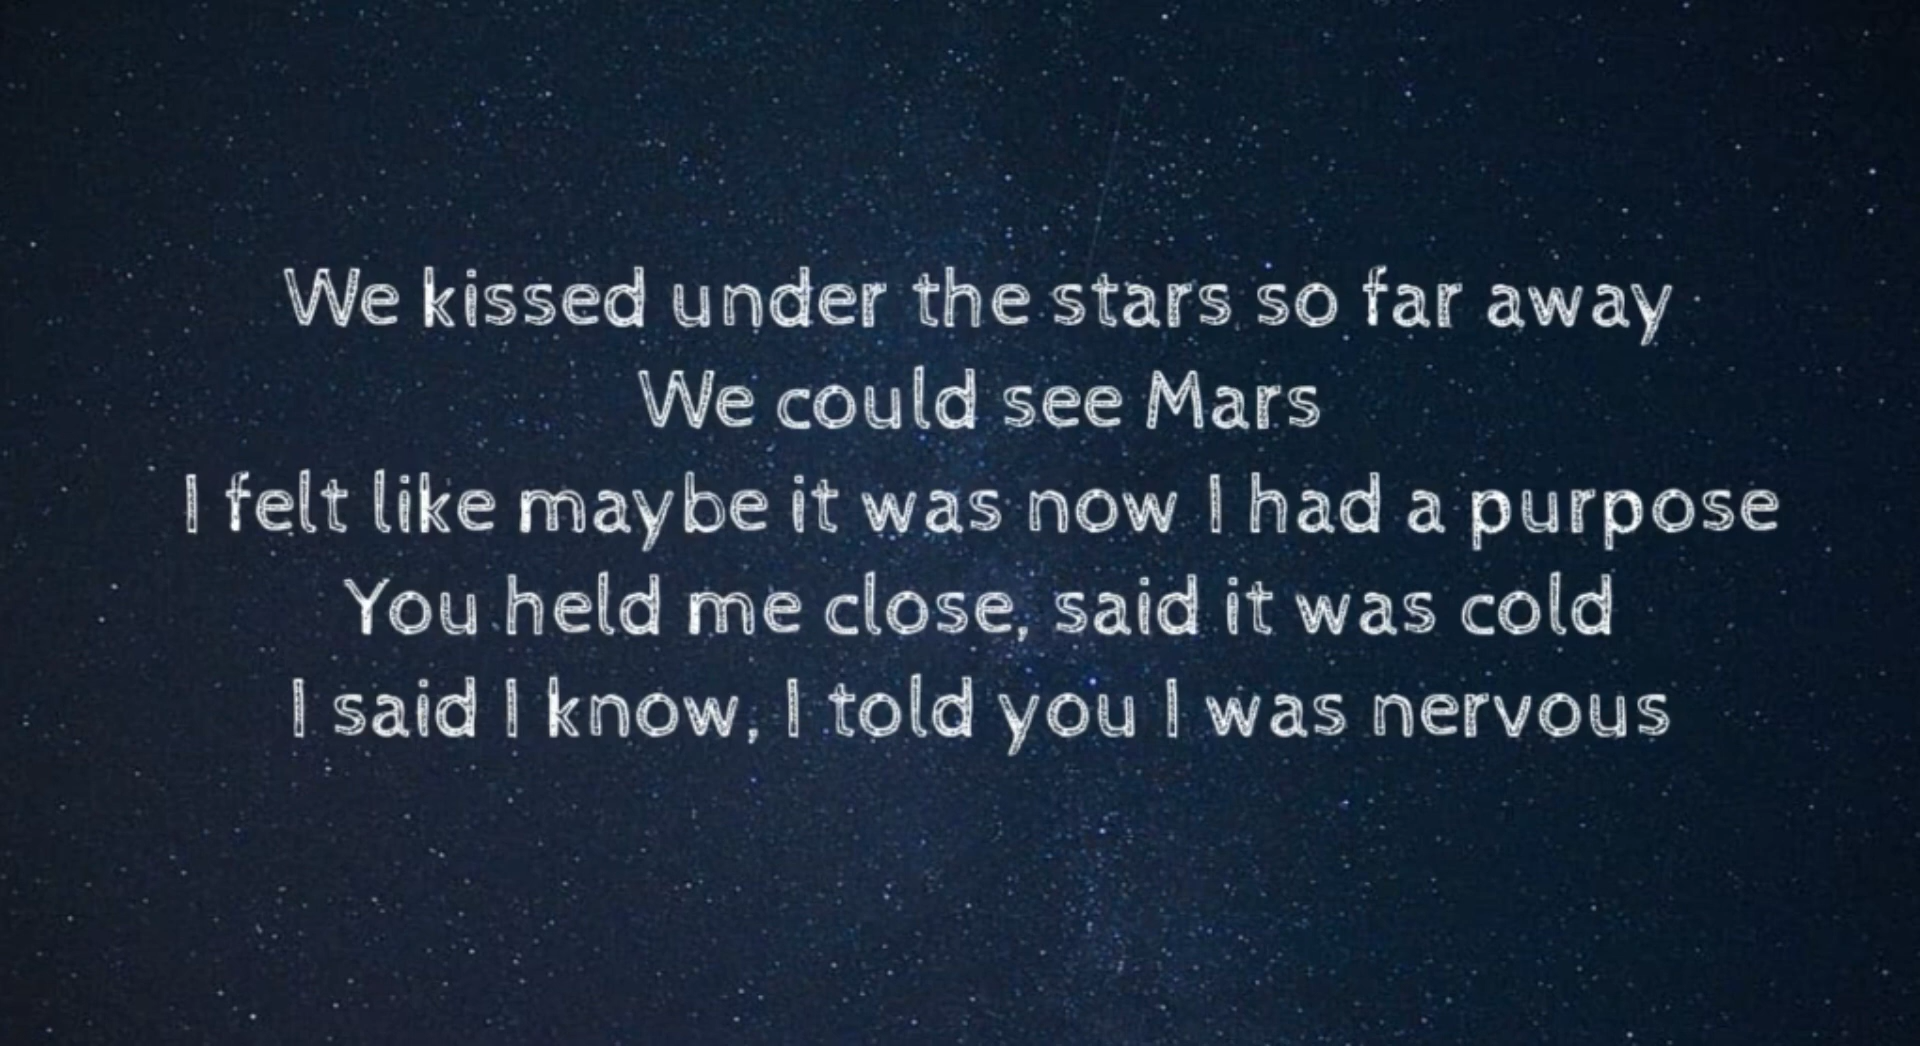 We kissed under the stars so far away
We could see Mars
I felt like maybe it was now I had a purpose
You held me close, said it was cold
I said I know, I told you I was nervous